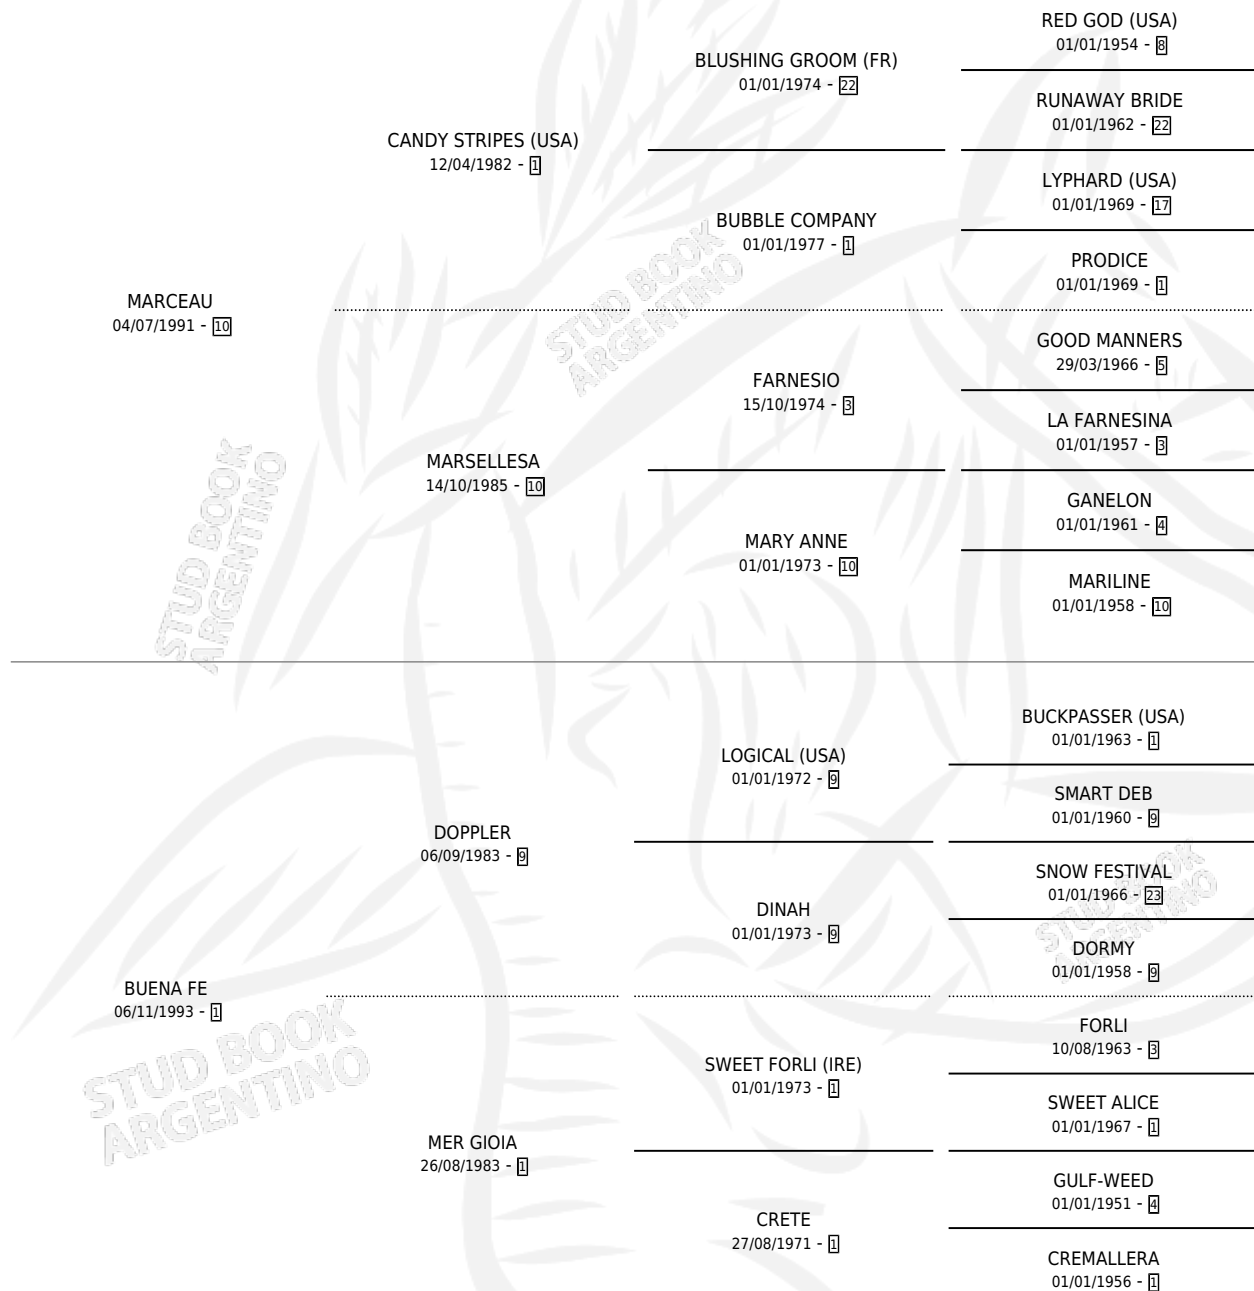 RED GOD (USA)
01/01/1954 - 8
BLUSHING GROOM (FR)
01/01/1974 - 22
RUNAWAY BRIDE
01/01/1962 - 22
CANDY STRIPES (USA)
12/04/1982 - 1
LYPHARD (USA)
01/01/1969 - 17
BUBBLE COMPANY
01/01/1977 - 1
PRODICE
01/01/1969 - 1
MARCEAU
04/07/1991 - 10
GOOD MANNERS
29/03/1966 - 5
FARNESIO
15/10/1974 - 3
LA FARNESINA
01/01/1957 - 3
MARSELLESA
14/10/1985 - 10
GANELON
01/01/1961 - 4
MARY ANNE
01/01/1973 - 10
MARILINE
01/01/1958 - 10
BUCKPASSER (USA)
01/01/1963 - 1
LOGICAL (USA)
01/01/1972 - 9
SMART DEB
01/01/1960 - 9
DOPPLER
06/09/1983 - 9
SNOW FESTIVAL
01/01/1966 - 23
DINAH
01/01/1973 - 9
DORMY
01/01/1958 - 9
BUENA FE
06/11/1993 - 1
FORLI
10/08/1963 - 3
SWEET FORLI (IRE)
01/01/1973 - 1
SWEET ALICE
01/01/1967 - 1
MER GIOIA
26/08/1983 - 1
GULF-WEED
01/01/1951 - 4
CRETE
27/08/1971 - 1
CREMALLERA
01/01/1956 - 1
STUD BOOK
ARGENTINO
STUD BOOK
ARGENTINO
STUD BOOK
ARGENTINO
STUD BOOK
ARGENTINO